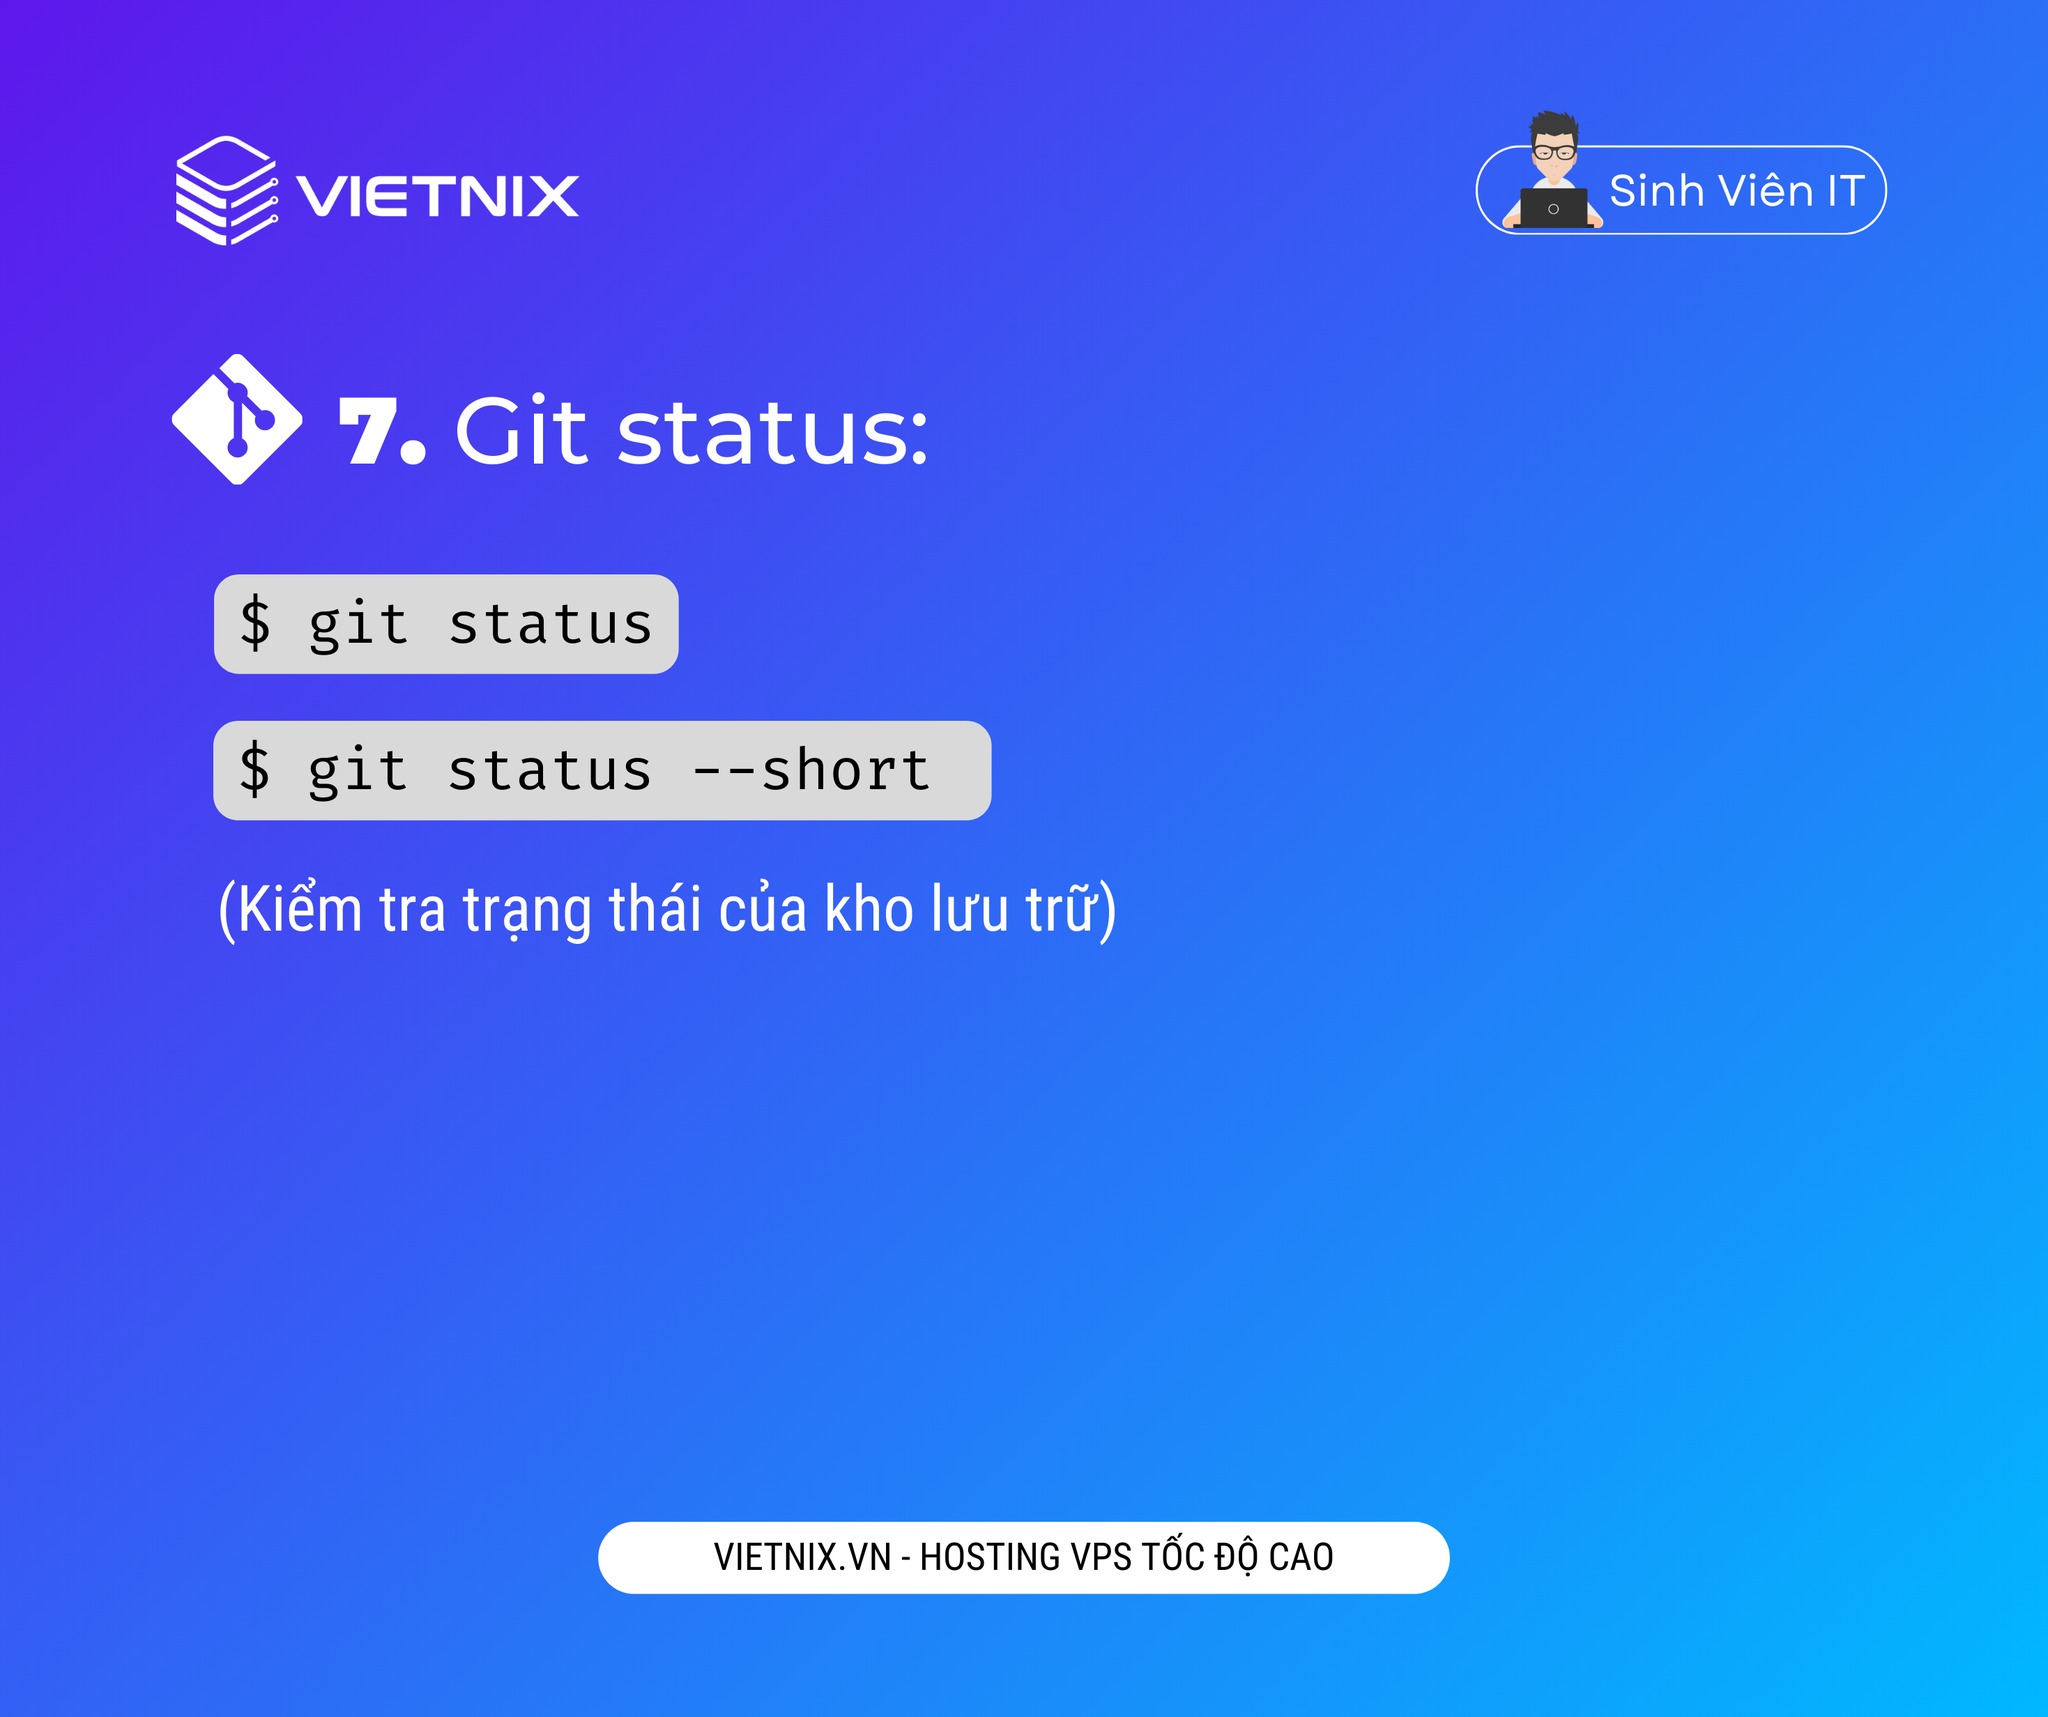 VIETNIX
Sinh Viên IT
7. Git status:
$ git status
$ git status --short
(Kiểm tra trạng thái của kho lưu trữ)
VIETNIX.VN - HOSTING VPS TỐC ĐỘ CAO